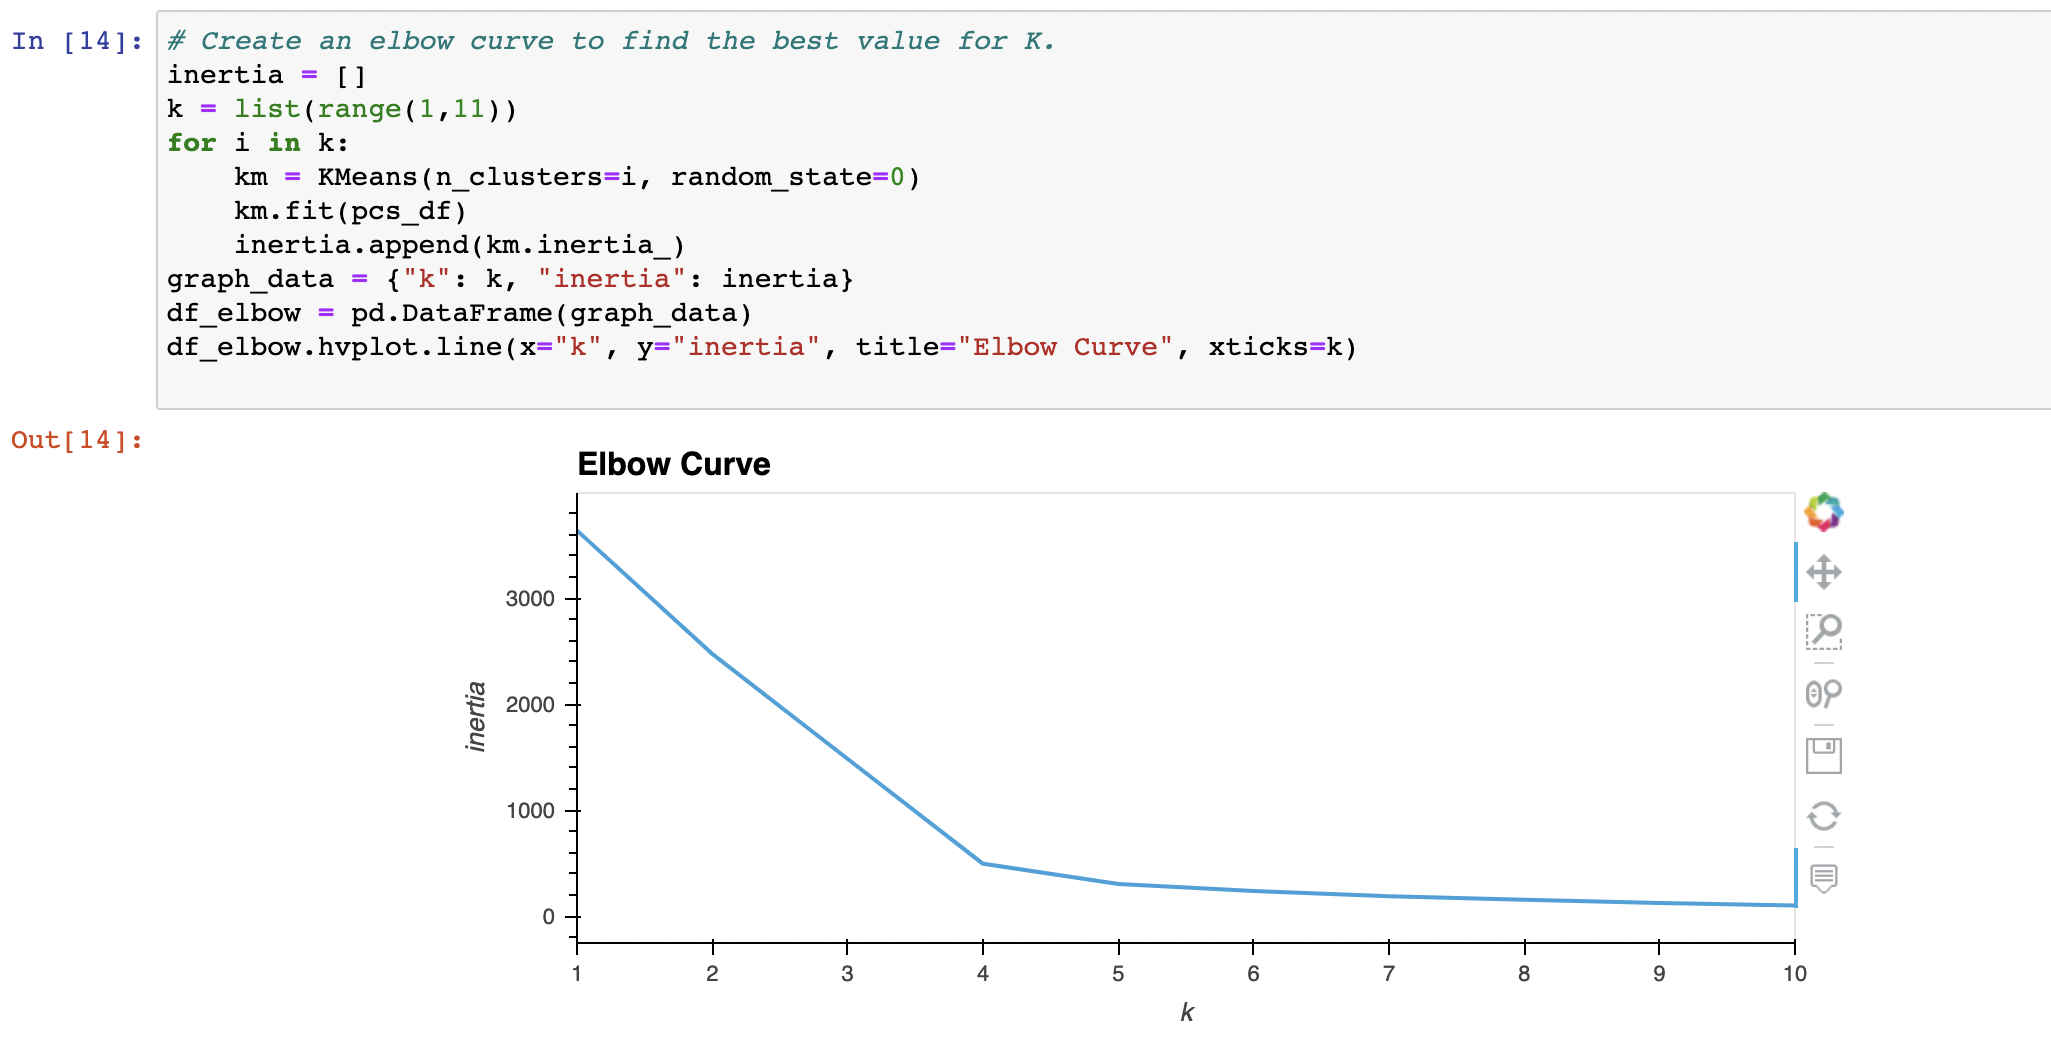 In [14]:
# Create an elbow curve to find the best value for K.
inertia = []
k = list(range(1,11))
for i in k:
    km = KMeans(n_clusters=i, random_state=0)
    km.fit(pcs_df)
    inertia.append(km.inertia_)
graph_data = {"k": k, "inertia": inertia}
df_elbow = pd.DataFrame(graph_data)
df_elbow.hvplot.line(x="k", y="inertia", title="Elbow Curve", xticks=k)
Out[14]:
Elbow Curve
3000
2000
1000
0
inertia
1 2 3 4 5 6 7 8 9 10
k